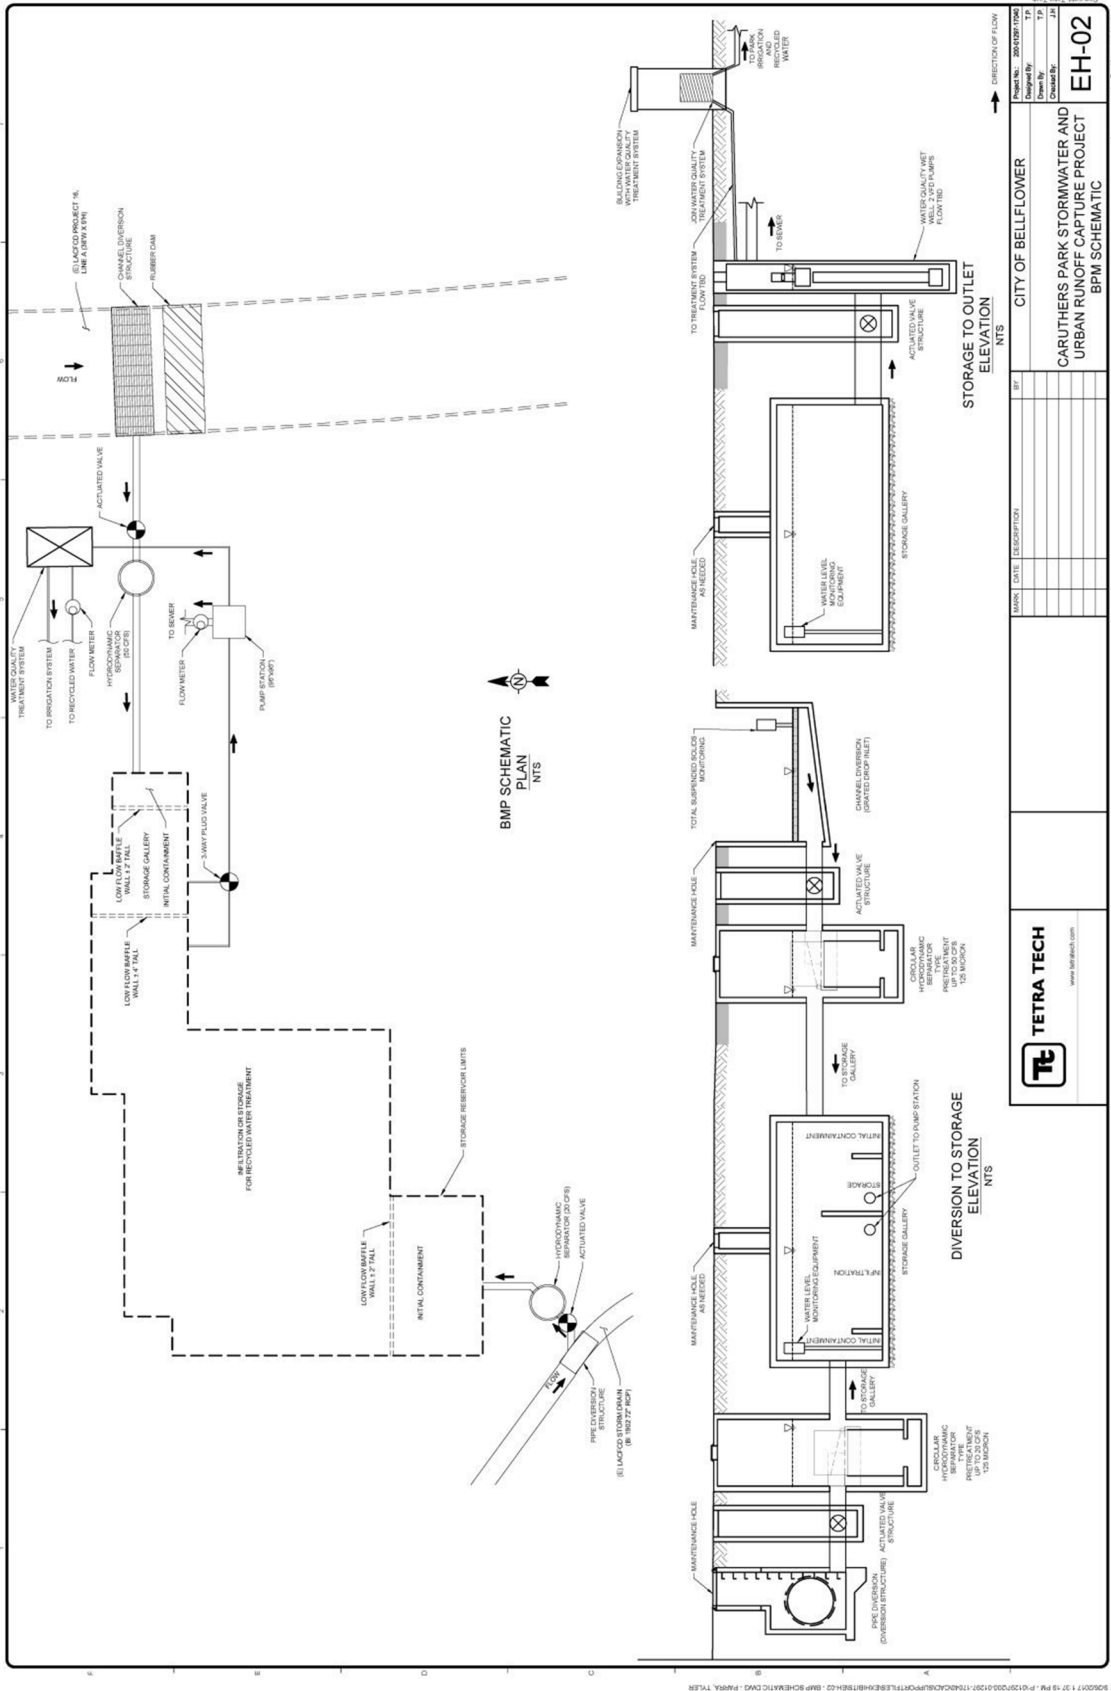 (E) LACFCD PROJECT 16,
LINE A (38'W X 9'H)
CHANNEL DIVERSION
STRUCTURE
RUBBER DAM
FLOW
ACTUATED VALVE
WATER QUALITY
TREATMENT SYSTEM
TO IRRIGATION SYSTEM
TO RECYCLED WATER
FLOW METER
HYDRODYNAMIC
SEPARATOR
(50 CFS)
TO SEWER
FLOW METER
PUMP STATION
LOW FLOW BAFFLE
WALL ± 2' TALL
STORAGE GALLERY
INITIAL CONTAINMENT
3-WAY PLUG VALVE
LOW FLOW BAFFLE
WALL ± 4' TALL
INFILTRATION OR STORAGE
FOR RECYCLED WATER TREATMENT
STORAGE RESERVOIR LIMITS
LOW FLOW BAFFLE
WALL ± 2' TALL
INITIAL CONTAINMENT
HYDRODYNAMIC
SEPARATOR (20 CFS)
ACTUATED VALVE
FLOW
PIPE DIVERSION
STRUCTURE
(E) LACFCD STORM DRAIN
(BI 1902 72" RCP)
N
BMP SCHEMATIC
PLAN
NTS
MAINTENANCE HOLE
PIPE DIVERSION
(DIVERSION STRUCTURE)
ACTUATED VALVE
STRUCTURE
CIRCULAR
HYDRODYNAMIC
SEPARATOR
TYPE
PRETREATMENT
UP TO 20 CFS
125 MICRON
TO STORAGE
GALLERY
MAINTENANCE HOLE,
AS NEEDED
WATER LEVEL
MONITORING EQUIPMENT
INITIAL CONTAINMENT
INFILTRATION
STORAGE
INITIAL CONTAINMENT
STORAGE GALLERY
OUTLET TO PUMP STATION
TO STORAGE
GALLERY
CIRCULAR
HYDRODYNAMIC
SEPARATOR
TYPE
PRETREATMENT
UP TO 50 CFS
125 MICRON
MAINTENANCE HOLE
ACTUATED VALVE
STRUCTURE
TOTAL SUSPENDED SOLIDS
MONITORING
CHANNEL DIVERSION
(GRATED DROP INLET)
DIVERSION TO STORAGE
ELEVATION
NTS
MAINTENANCE HOLE,
AS NEEDED
WATER LEVEL
MONITORING
EQUIPMENT
STORAGE GALLERY
ACTUATED VALVE
STRUCTURE
TO TREATMENT SYSTEM
FLOW TBD
TO SEWER
WATER QUALITY WET
WELL 2 VFD PUMPS
FLOW TBD
JOIN WATER QUALITY
TREATMENT SYSTEM
BUILDING EXPANSION
WITH WATER QUALITY
TREATMENT SYSTEM
TO PARK
IRRIGATION
AND
RECYCLED
WATER
STORAGE TO OUTLET
ELEVATION
NTS
DIRECTION OF FLOW
TETRA TECH
www.tetratech.com
MARK DATE DESCRIPTION BY
CITY OF BELLFLOWER
CARUTHERS PARK STORMWATER AND
URBAN RUNOFF CAPTURE PROJECT
BPM SCHEMATIC
Project No.: 200-01297-17040
Designed By: T.P.
Drawn By: T.P.
Checked By: J.H
EH-02
F
E
D
C
B
A